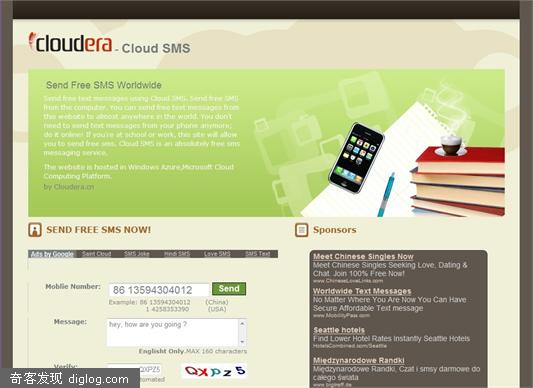 cloudera - Cloud SMS
Send Free SMS Worldwide
Send free text messages using Cloud SMS. Send free SMS
from the computer. You can send free text messages from
this website to almost anywhere in the world. You don't
need to send text messages from your phone anymore;
do it online! If you're at school or work, this site will allow
you to send free sms. Cloud SMS is an absolutely free sms
messaging service.
The website is hosted in Windows Azure,Microsoft Cloud
Computing Platform.
by Cloudera.cn
SEND FREE SMS NOW!
Ads by Google Saint Cloud SMS Joke Hindi SMS Love SMS SMS Text
Moblie Number: 86 13594304012 Send
Example: 86 13594304012 (China)
1 4258353390 (USA)
Message: hey, how are you going ?
Englisht Only.MAX 160 characters
Verify: QXPZ5 Qxpz5
tomated
Sponsors
Meet Chinese Singles Now
Meet Chinese Singles Seeking Love, Dating &
Chat. Join 100% Free Now!
www.ChineseLoveLinks.com
Worldwide Text Messages
No Matter Where You Are Now You Can Have
Secure Affordable Text message
www.MobilityPass.com
Seattle hotels
Find Lower Hotel Rates Instantly Seattle Hotels
HotelsCombined.com/Seattle
Międzynarodowe Randki
Międzynarodowe Randki, Czat i smsy darmowe do
całego świata
www.bigtreff.de
奇客发现 diglog.com